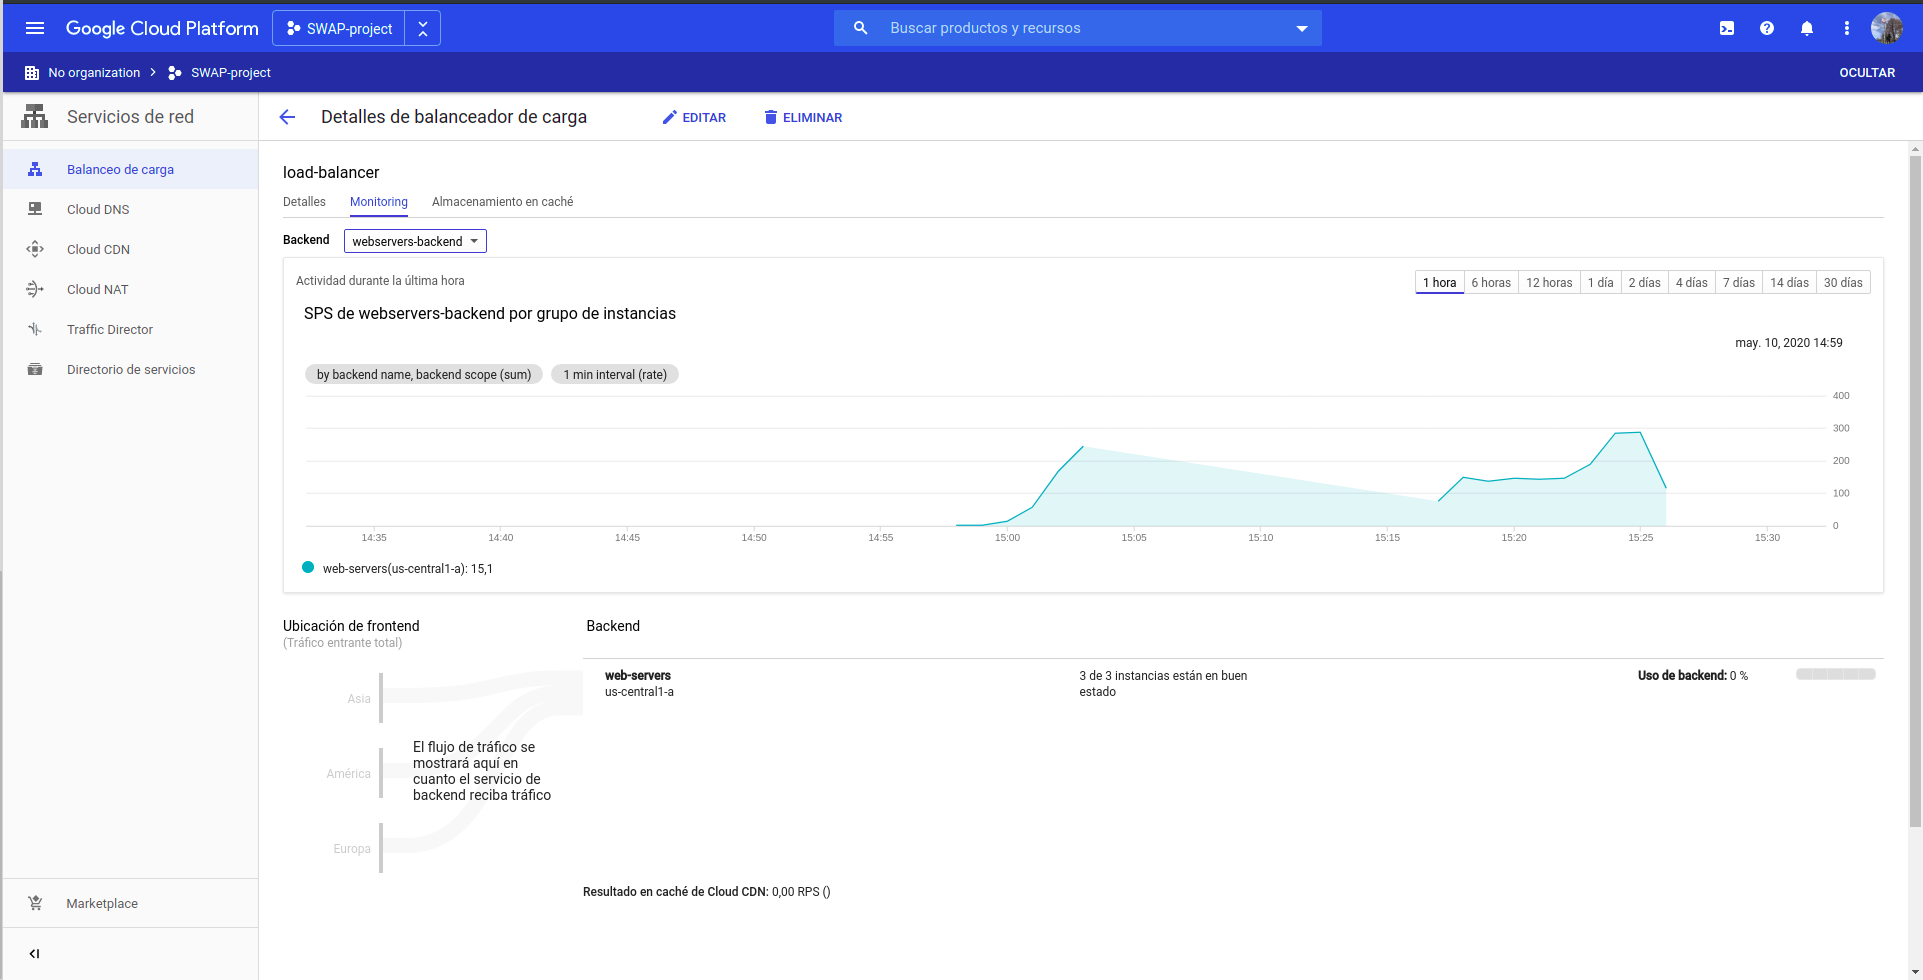 Google Cloud Platform
SWAP-project
Buscar productos y recursos
No organization
SWAP-project
OCULTAR
Servicios de red
Detalles de balanceador de carga
EDITAR
ELIMINAR
Balanceo de carga
Cloud DNS
Cloud CDN
Cloud NAT
Traffic Director
Directorio de servicios
Marketplace
load-balancer
Detalles
Monitoring
Almacenamiento en caché
Backend
webservers-backend
Actividad durante la última hora
1 hora
6 horas
12 horas
1 día
2 días
4 días
7 días
14 días
30 días
SPS de webservers-backend por grupo de instancias
may. 10, 2020 14:59
by backend name, backend scope (sum)
1 min interval (rate)
400
300
200
100
0
14:35
14:40
14:45
14:50
14:55
15:00
15:05
15:10
15:15
15:20
15:25
15:30
web-servers(us-central1-a): 15,1
Ubicación de frontend
(Tráfico entrante total)
Asia
América
Europa
El flujo de tráfico se
mostrará aquí en
cuanto el servicio de
backend reciba tráfico
Backend
web-servers
us-central1-a
3 de 3 instancias están en buen
estado
Uso de backend: 0 %
Resultado en caché de Cloud CDN: 0,00 RPS ()